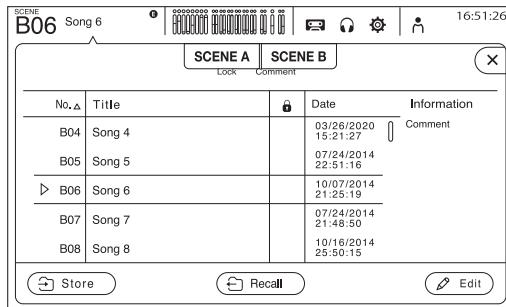 SCENE
B06 Song 6 E 16:51:26
SCENE A SCENE B
Lock Comment
No. Title Date Information
B04 Song 4 03/26/2020 Comment
15:21:27
B05 Song 5 07/24/2014
22:51:16
B06 Song 6 10/07/2014
21:25:19
B07 Song 7 07/24/2014
21:48:50
B08 Song 8 10/16/2014
25:50:15
Store Recall Edit